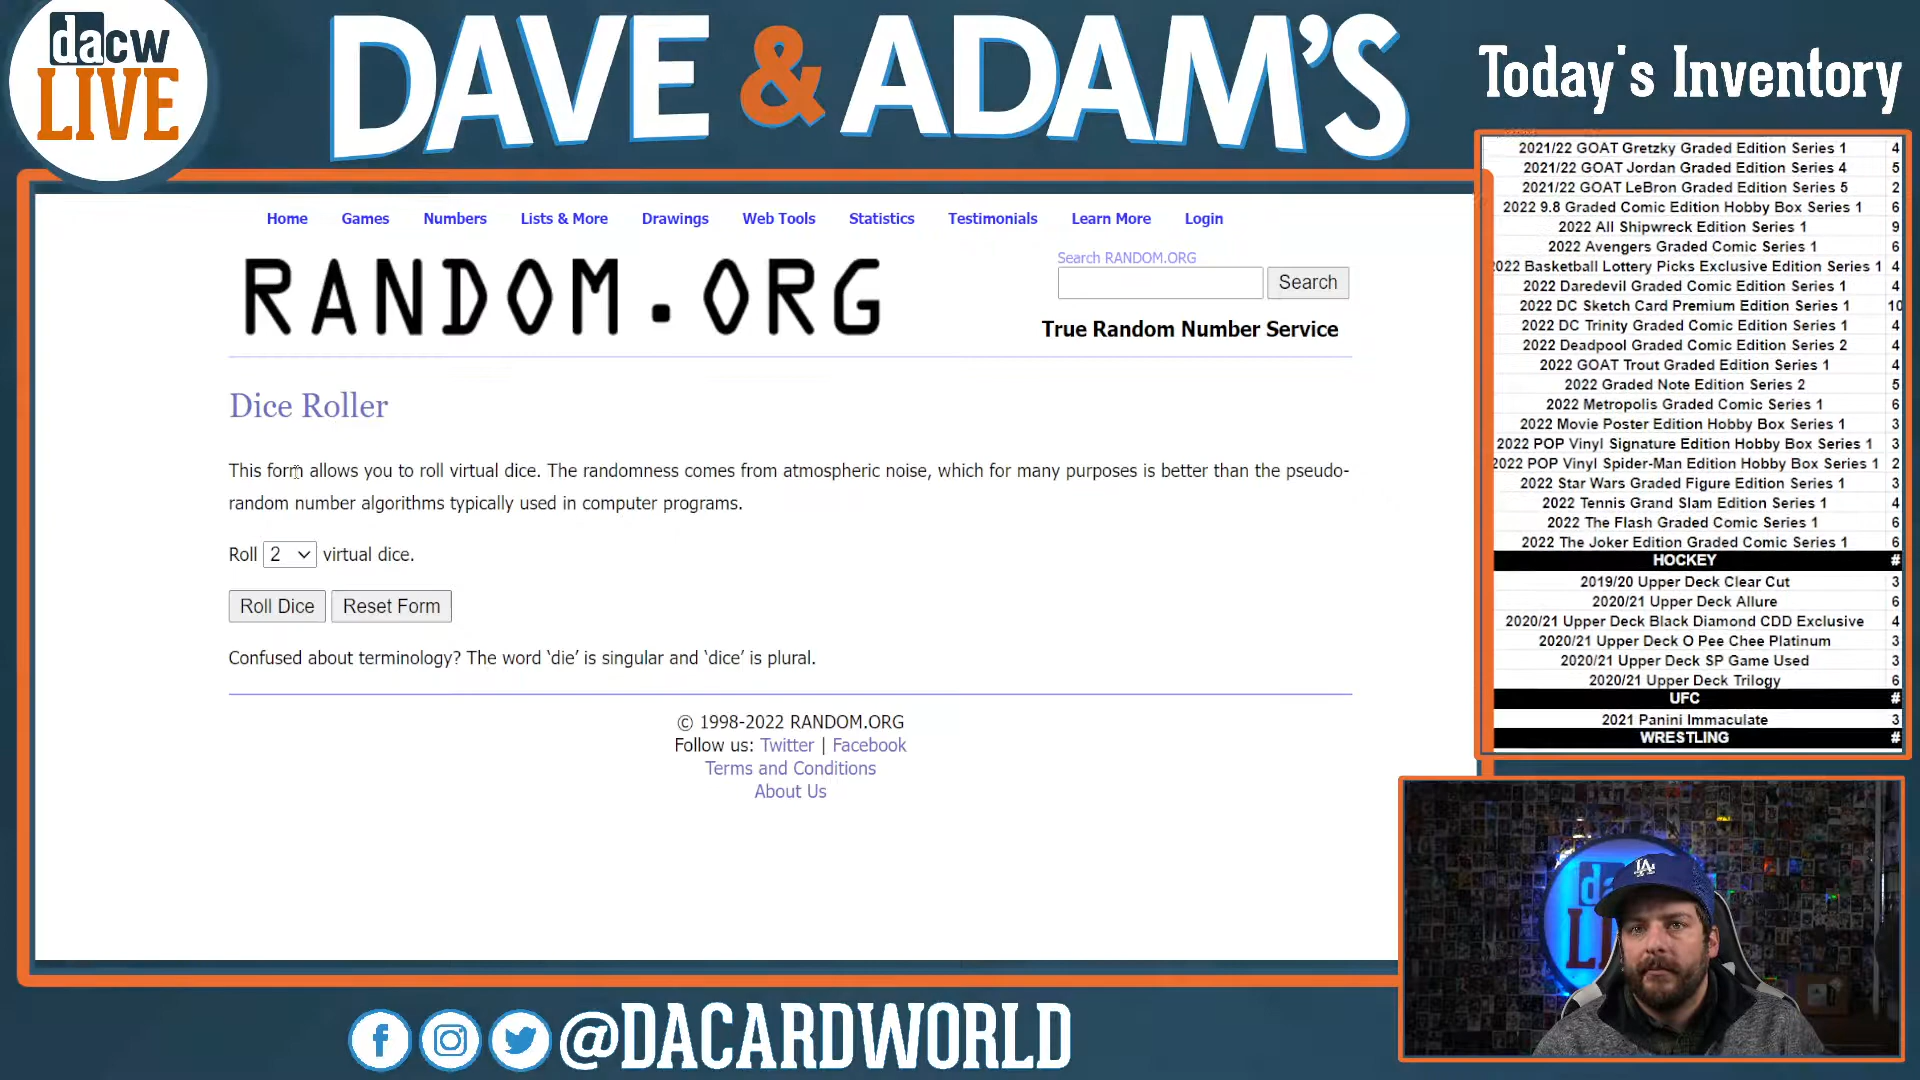 dacw
LIVE
DAVE & ADAM'S
Today's Inventory
Home Games Numbers Lists & More Drawings Web Tools Statistics Testimonials Learn More Login
RANDOM.ORG
Search RANDOM.ORG
Search
True Random Number Service
Dice Roller
This form allows you to roll virtual dice. The randomness comes from atmospheric noise, which for many purposes is better than the pseudo-
random number algorithms typically used in computer programs.
Roll 2 virtual dice.
Roll Dice Reset Form
Confused about terminology? The word ‘die’ is singular and ‘dice’ is plural.
© 1998-2022 RANDOM.ORG
Follow us: Twitter | Facebook
Terms and Conditions
About Us
2021/22 GOAT Gretzky Graded Edition Series 1 4
2021/22 GOAT Jordan Graded Edition Series 4 5
2021/22 GOAT LeBron Graded Edition Series 5 2
2022 9.8 Graded Comic Edition Hobby Box Series 1 6
2022 All Shipwreck Edition Series 1 9
2022 Avengers Graded Comic Series 1 6
2022 Basketball Lottery Picks Exclusive Edition Series 1 4
2022 Daredevil Graded Comic Edition Series 1 4
2022 DC Sketch Card Premium Edition Series 1 10
2022 DC Trinity Graded Comic Edition Series 1 4
2022 Deadpool Graded Comic Edition Series 2 4
2022 GOAT Trout Graded Edition Series 1 4
2022 Graded Note Edition Series 2 5
2022 Metropolis Graded Comic Series 1 6
2022 Movie Poster Edition Hobby Box Series 1 3
2022 POP Vinyl Signature Edition Hobby Box Series 1 3
2022 POP Vinyl Spider-Man Edition Hobby Box Series 1 2
2022 Star Wars Graded Figure Edition Series 1 3
2022 Tennis Grand Slam Edition Series 1 4
2022 The Flash Graded Comic Series 1 6
2022 The Joker Edition Graded Comic Series 1 6
HOCKEY #
2019/20 Upper Deck Clear Cut 3
2020/21 Upper Deck Allure 6
2020/21 Upper Deck Black Diamond CDD Exclusive 4
2020/21 Upper Deck O Pee Chee Platinum 3
2020/21 Upper Deck SP Game Used 3
2020/21 Upper Deck Trilogy 6
UFC #
2021 Panini Immaculate 3
WRESTLING #
LA
@DACARDWORLD